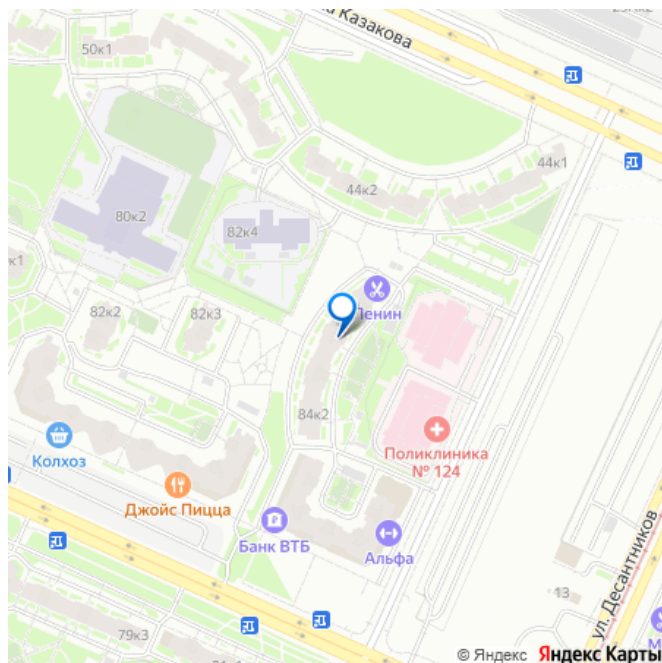 а Казакова
50к1
44к1
44к2
80к2
82к4
к1
82к2
82к3
Ленин
84к2
Поликлиника
№ 124
Колхоз
Джойс Пицца
Банк ВТБ
Альфа
ул. Десантников
13
79к3
© Яндекс Яндекс Карты